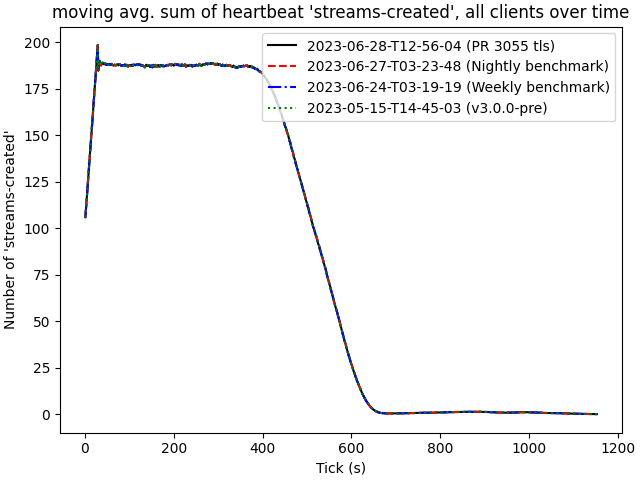 moving avg. sum of heartbeat 'streams-created', all clients over time
2023-06-28-T12-56-04 (PR 3055 tls)
2023-06-27-T03-23-48 (Nightly benchmark)
2023-06-24-T03-19-19 (Weekly benchmark)
2023-05-15-T14-45-03 (v3.0.0-pre)
Number of 'streams-created'
200
175
150
125
100
75
50
25
0
0
200
400
600
800
1000
1200
Tick (s)